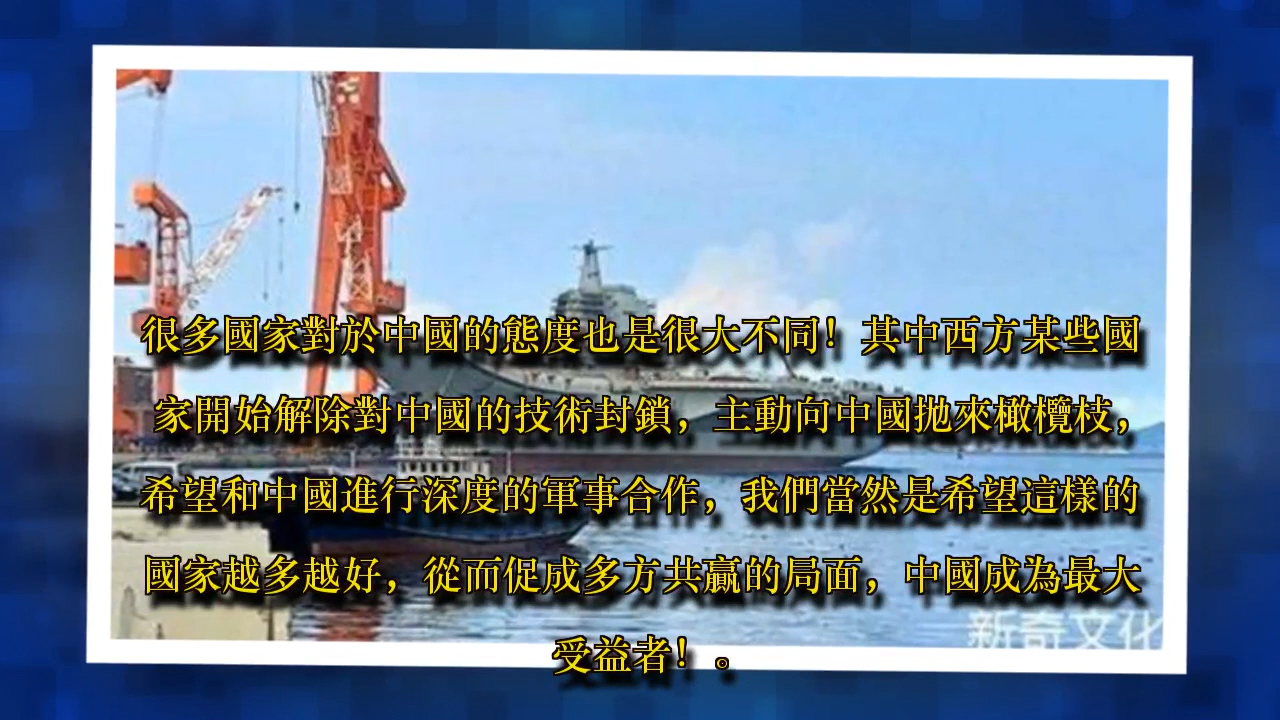 很多國家對於中國的態度也是很大不同！其中西方某些國
家開始解除對中國的技術封鎖，主動向中國拋來橄欖枝，
希望和中國進行深度的軍事合作，我們當然是希望這樣的
國家越多越好，從而促成多方共贏的局面，中國成為最大
新奇文化
受益者！。